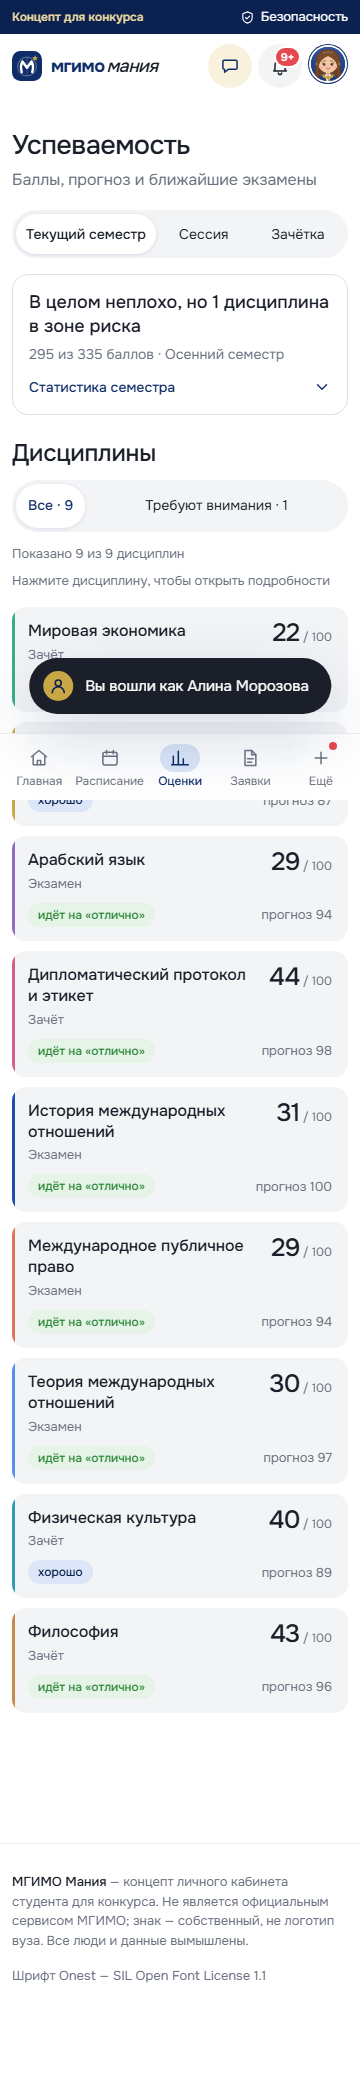 Концепт для конкурса
Безопасность
М
мгимо мания
9+
Успеваемость
Баллы, прогноз и ближайшие экзамены
Текущий семестр
Сессия
Зачётка
В целом неплохо, но 1 дисциплина
в зоне риска
295 из 335 баллов · Осенний семестр
Статистика семестра
Дисциплины
Все · 9
Требуют внимания · 1
Показано 9 из 9 дисциплин
Нажмите дисциплину, чтобы открыть подробности
Мировая экономика
22 / 100
Зачёт
Вы вошли как Алина Морозова
Главная
Расписание
Оценки
Заявки
Ещё
хорошо
прогноз 87
Арабский язык
29 / 100
Экзамен
идёт на «отлично»
прогноз 94
Дипломатический протокол
и этикет
44 / 100
Зачёт
идёт на «отлично»
прогноз 98
История международных
отношений
31 / 100
Экзамен
идёт на «отлично»
прогноз 100
Международное публичное
право
29 / 100
Экзамен
идёт на «отлично»
прогноз 94
Теория международных
отношений
30 / 100
Экзамен
идёт на «отлично»
прогноз 97
Физическая культура
40 / 100
Зачёт
хорошо
прогноз 89
Философия
43 / 100
Зачёт
идёт на «отлично»
прогноз 96
МГИМО Мания — концепт личного кабинета
студента для конкурса. Не является официальным
сервисом МГИМО; знак — собственный, не логотип
вуза. Все люди и данные вымышлены.
Шрифт Onest — SIL Open Font License 1.1